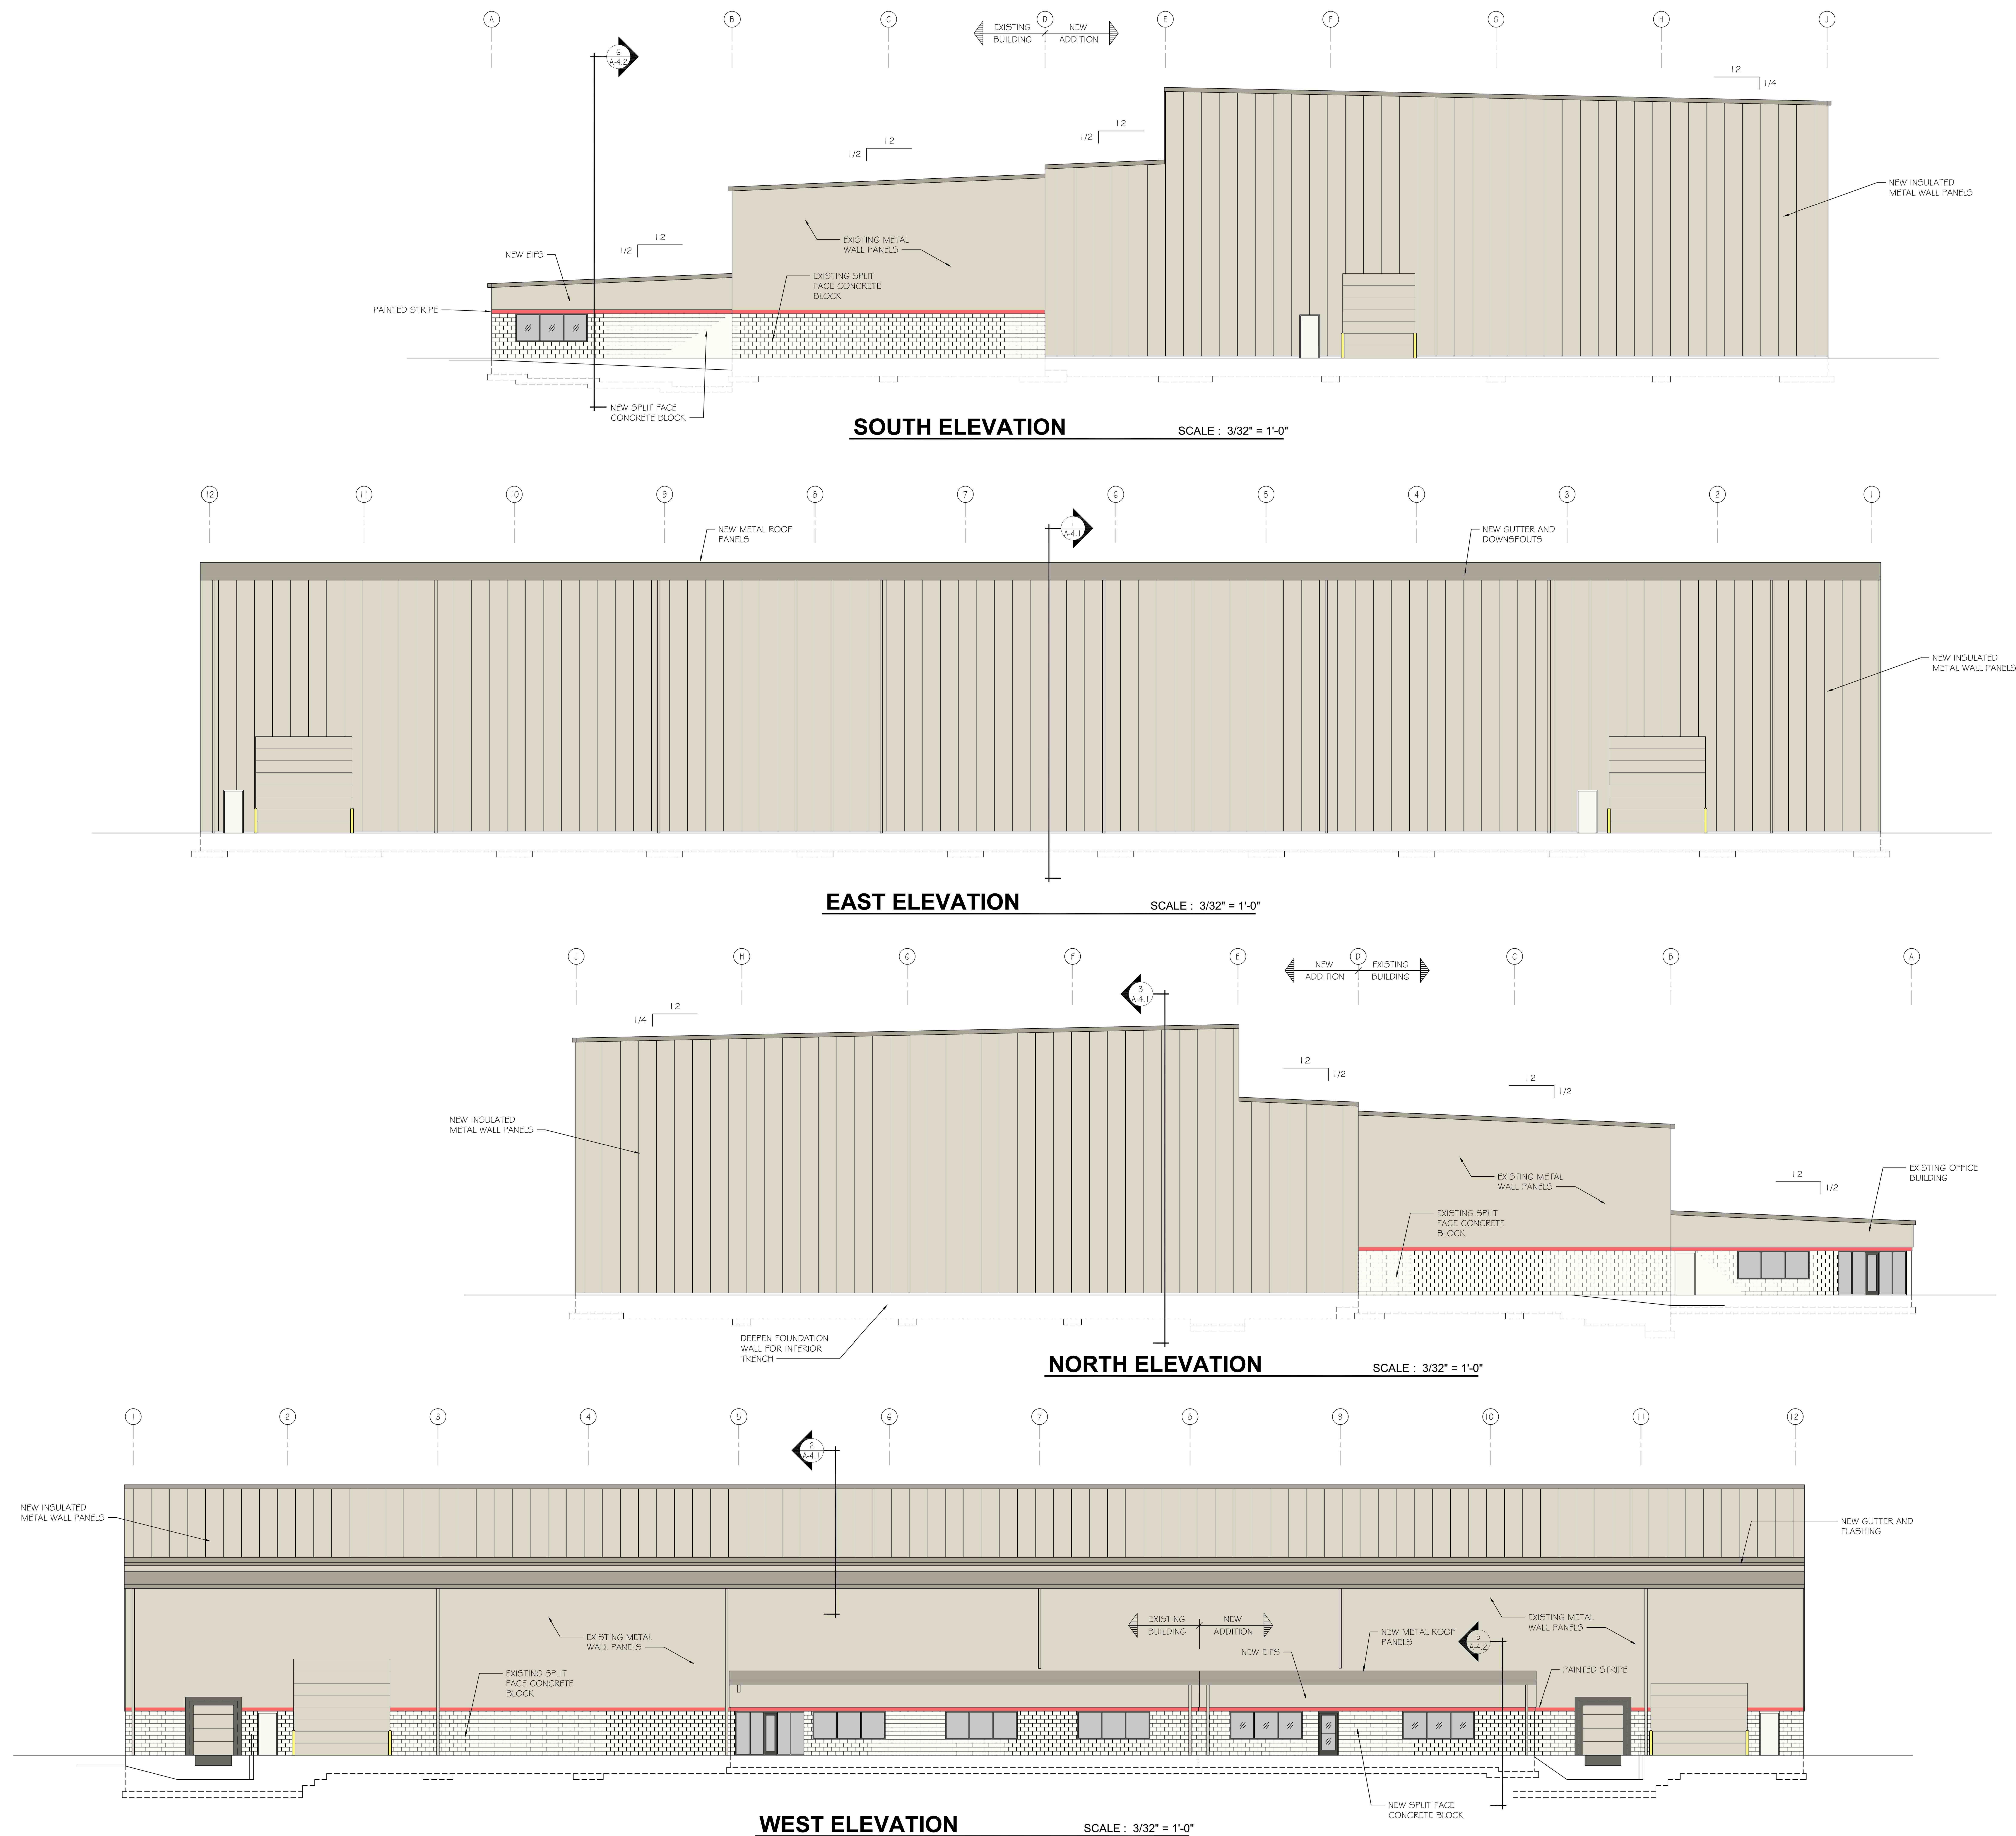 A B C D E F G H J
EXISTING NEW
BUILDING ADDITION
6
A-4.2
12
1/4
12
1/2
12
1/2
NEW INSULATED
METAL WALL PANELS
12
1/2
EXISTING METAL
WALL PANELS
NEW EIFS
EXISTING SPLIT
FACE CONCRETE
BLOCK
PAINTED STRIPE
NEW SPLIT FACE
CONCRETE BLOCK
SOUTH ELEVATION SCALE : 3/32" = 1'-0"
12 11 10 9 8 7 6 5 4 3 2 1
1
A-4.1
NEW METAL ROOF
PANELS
NEW GUTTER AND
DOWNSPOUTS
NEW INSULATED
METAL WALL PANELS
EAST ELEVATION SCALE : 3/32" = 1'-0"
J H G F E D C B A
NEW EXISTING
ADDITION BUILDING
3
A-4.1
12
1/4
12
1/2
12
1/2
NEW INSULATED
METAL WALL PANELS
EXISTING METAL
WALL PANELS
12
1/2
EXISTING OFFICE
BUILDING
EXISTING SPLIT
FACE CONCRETE
BLOCK
DEEPEN FOUNDATION
WALL FOR INTERIOR
TRENCH
NORTH ELEVATION SCALE : 3/32" = 1'-0"
1 2 3 4 5 6 7 8 9 10 11 12
2
A-4.1
NEW INSULATED
METAL WALL PANELS
NEW GUTTER AND
FLASHING
EXISTING NEW
BUILDING ADDITION
EXISTING METAL
WALL PANELS
EXISTING METAL
WALL PANELS
NEW METAL ROOF
PANELS
5
A-4.2
NEW EIFS
PAINTED STRIPE
EXISTING SPLIT
FACE CONCRETE
BLOCK
NEW SPLIT FACE
CONCRETE BLOCK
WEST ELEVATION SCALE : 3/32" = 1'-0"